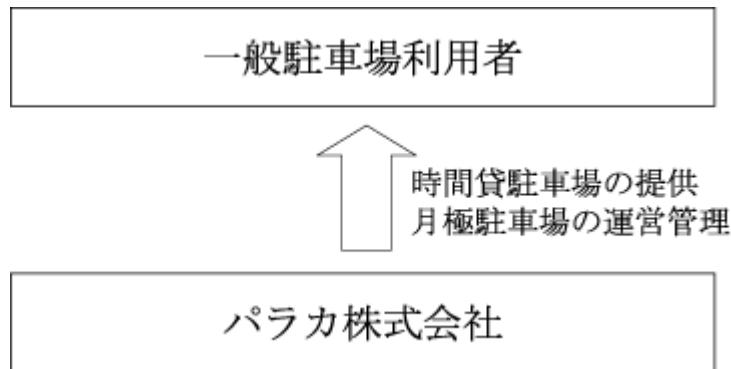 一般駐車場利用者
時間貸駐車場の提供
月極駐車場の運営管理
パラカ株式会社